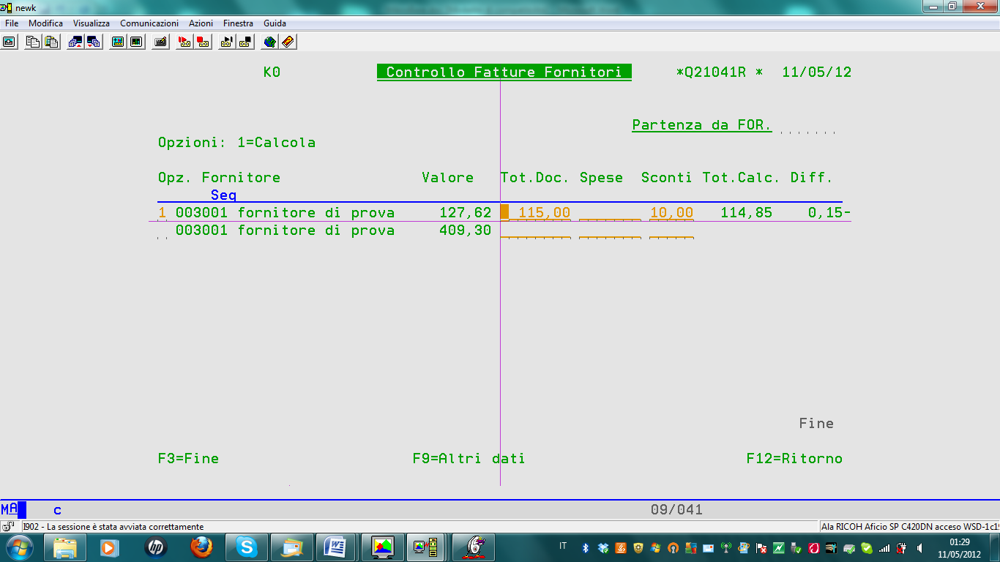 newk
File Modifica Visualizza Comunicazioni Azioni Finestra Guida
K0 Controllo Fatture Fornitori *Q21041R * 11/05/12
Partenza da FOR.
Opzioni: 1=Calcola
Opz. Fornitore Valore Tot.Doc. Spese Sconti Tot.Calc. Diff.
Seq
1 003001 fornitore di prova 127,62 115,00 10,00 114,85 0,15-
003001 fornitore di prova 409,30
Fine
F3=Fine F9=Altri dati F12=Ritorno
MA c 09/041
I902 - La sessione è stata avviata correttamente
Ala RICOH Aficio SP C420DN acceso WSD-1c19
hp
IT
01:29
11/05/2012